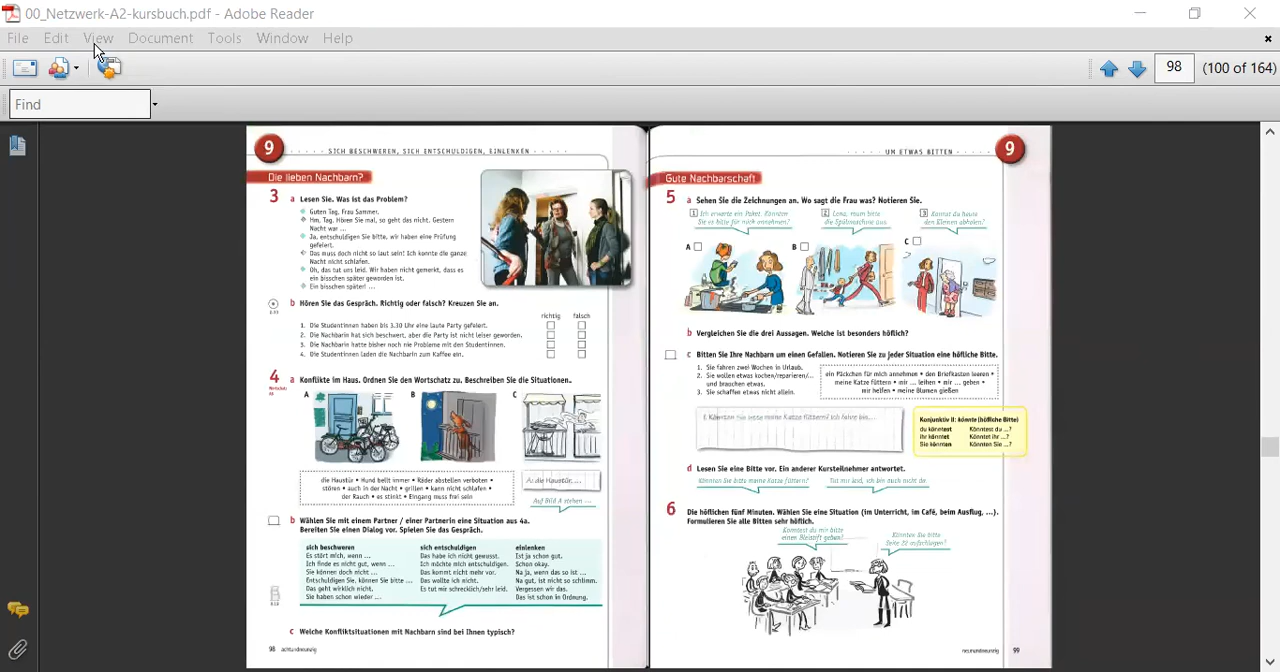 00_Netzwerk-A2-kursbuch.pdf - Adobe Reader
File Edit View Document Tools Window Help
98 (100 of 164)
Find
9
SICH BESCHWEREN, SICH ENTSCHULDIGEN, EINLENKEN
Die lieben Nachbarn?
3 a Lesen Sie. Was ist das Problem?
Guten Tag, Frau Sammer.
Hm, Tag. Hören Sie mal, so geht das nicht. Gestern
Nacht war ...
Ja, entschuldigen Sie bitte, wir haben eine Prüfung
gefeiert.
Das muss doch nicht so laut sein! Ich konnte die ganze
Nacht nicht schlafen.
Oh, das tut uns leid. Wir haben nicht gemerkt, dass es
ein bisschen später geworden ist.
Ein bisschen später! ...
b Hören Sie das Gespräch. Richtig oder falsch? Kreuzen Sie an.
richtig falsch
1. Die Studentinnen haben bis 3.30 Uhr eine laute Party gefeiert.
2. Die Nachbarin hat sich beschwert, aber die Party ist nicht leiser geworden.
3. Die Nachbarin hatte bisher noch nie Probleme mit den Studentinnen.
4. Die Studentinnen laden die Nachbarin zum Kaffee ein.
4 a Konflikte im Haus. Ordnen Sie den Wortschatz zu. Beschreiben Sie die Situationen.
Wortschatz
A B C
die Haustür • Hund bellt immer • Räder abstellen verboten •
stören • auch in der Nacht • grillen • kann nicht schlafen •
der Rauch • es stinkt • Eingang muss frei sein
A: die Haustür, ...
Auf Bild A stehen ...
b Wählen Sie mit einem Partner / einer Partnerin eine Situation aus 4a.
Bereiten Sie einen Dialog vor. Spielen Sie das Gespräch.
sich beschweren
Es stört mich, wenn ...
Ich finde es nicht gut, wenn ...
Sie können doch nicht ...
Entschuldigen Sie, können Sie bitte ...
Das geht wirklich nicht.
Sie haben schon wieder ...
sich entschuldigen
Das habe ich nicht gewusst.
Ich möchte mich entschuldigen.
Das kommt nicht mehr vor.
Das wollte ich nicht.
Es tut mir schrecklich/sehr leid.
einlenken
Ist ja schon gut.
Schon okay.
Na ja, wenn das so ist ...
Na gut, ist nicht so schlimm.
Vergessen wir das.
Das ist schon in Ordnung.
c Welche Konfliktsituationen mit Nachbarn sind bei Ihnen typisch?
98 achtundneunzig
UM ETWAS BITTEN
9
Gute Nachbarschaft
5 a Sehen Sie die Zeichnungen an. Wo sagt die Frau was? Notieren Sie.
1 Ich erwarte ein Paket. Könnten
Sie es bitte für mich annehmen?
2 Lena, räum bitte
die Spülmaschine aus.
3 Kannst du heute
den Kleinen abholen?
A B C
b Vergleichen Sie die drei Aussagen. Welche ist besonders höflich?
c Bitten Sie Ihre Nachbarn um einen Gefallen. Notieren Sie zu jeder Situation eine höfliche Bitte.
1. Sie fahren zwei Wochen in Urlaub.
2. Sie wollen etwas kochen/reparieren/...
und brauchen etwas.
3. Sie schaffen etwas nicht allein.
ein Päckchen für mich annehmen • den Briefkasten leeren •
meine Katze füttern • mir ... leihen • mir ... geben •
mir helfen • meine Blumen gießen
1. Könnten Sie bitte meine Katze füttern? Ich fahre bis...
Konjunktiv II: könnte (höfliche Bitte)
du könntest Könntest du ...?
ihr könntet Könntet ihr ...?
Sie könnten Könnten Sie ...?
d Lesen Sie eine Bitte vor. Ein anderer Kursteilnehmer antwortet.
Könnten Sie bitte meine Katze füttern?
Tut mir leid, ich bin auch nicht da.
6 Die höflichen fünf Minuten. Wählen Sie eine Situation (im Unterricht, im Café, beim Ausflug, ...).
Formulieren Sie alle Bitten sehr höflich.
Könntest du mir bitte
einen Bleistift geben?
Könnten Sie bitte
Seite 22 aufschlagen?
neunundneunzig 99